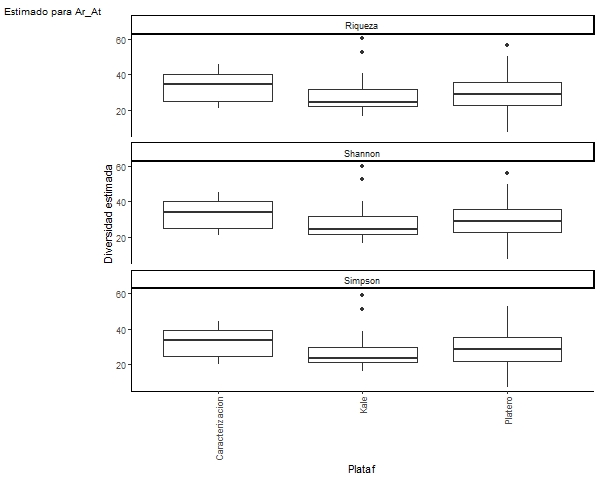 Estimado para Ar_At
Riqueza
60
40
20
Shannon
60
40
20
Simpson
60
40
20
Diversidad estimada
Caracterizacion
Kale
Platero
Plataf